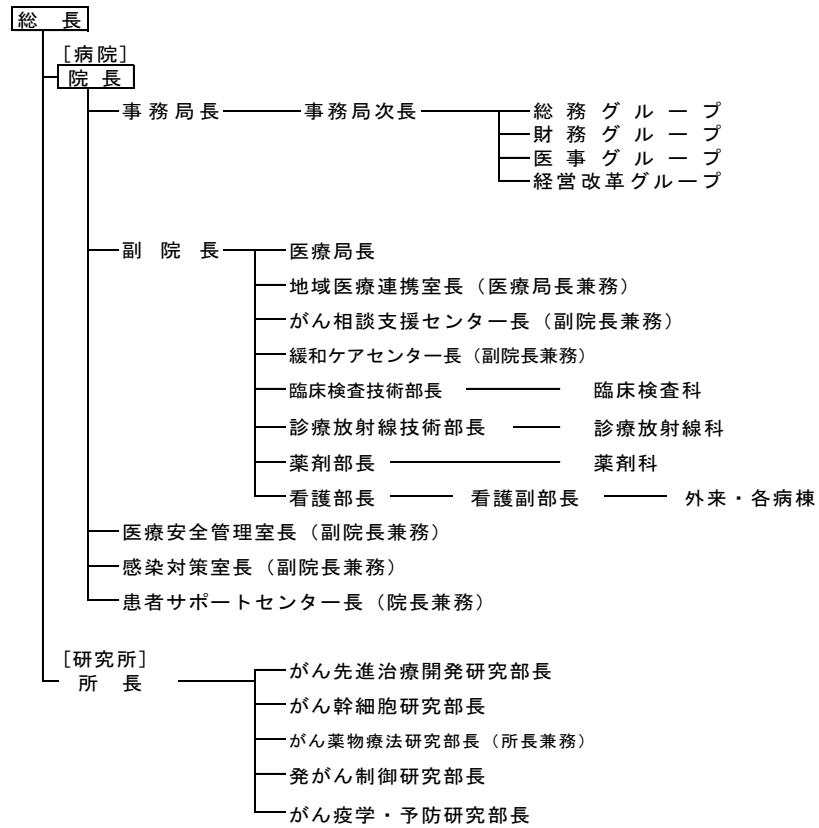 総長
[病院]
院長
事務局長 事務局次長 総務グループ
財務グループ
医事グループ
経営改革グループ
副院長 医療局長
地域医療連携室長（医療局長兼務）
がん相談支援センター長（副院長兼務）
緩和ケアセンター長（副院長兼務）
臨床検査技術部長 臨床検査科
診療放射線技術部長 診療放射線科
薬剤部長 薬剤科
看護部長 看護副部長 外来・各病棟
医療安全管理室長（副院長兼務）
感染対策室長（副院長兼務）
患者サポートセンター長（院長兼務）
[研究所]
所長 がん先進治療開発研究部長
がん幹細胞研究部長
がん薬物療法研究部長（所長兼務）
発がん制御研究部長
がん疫学・予防研究部長